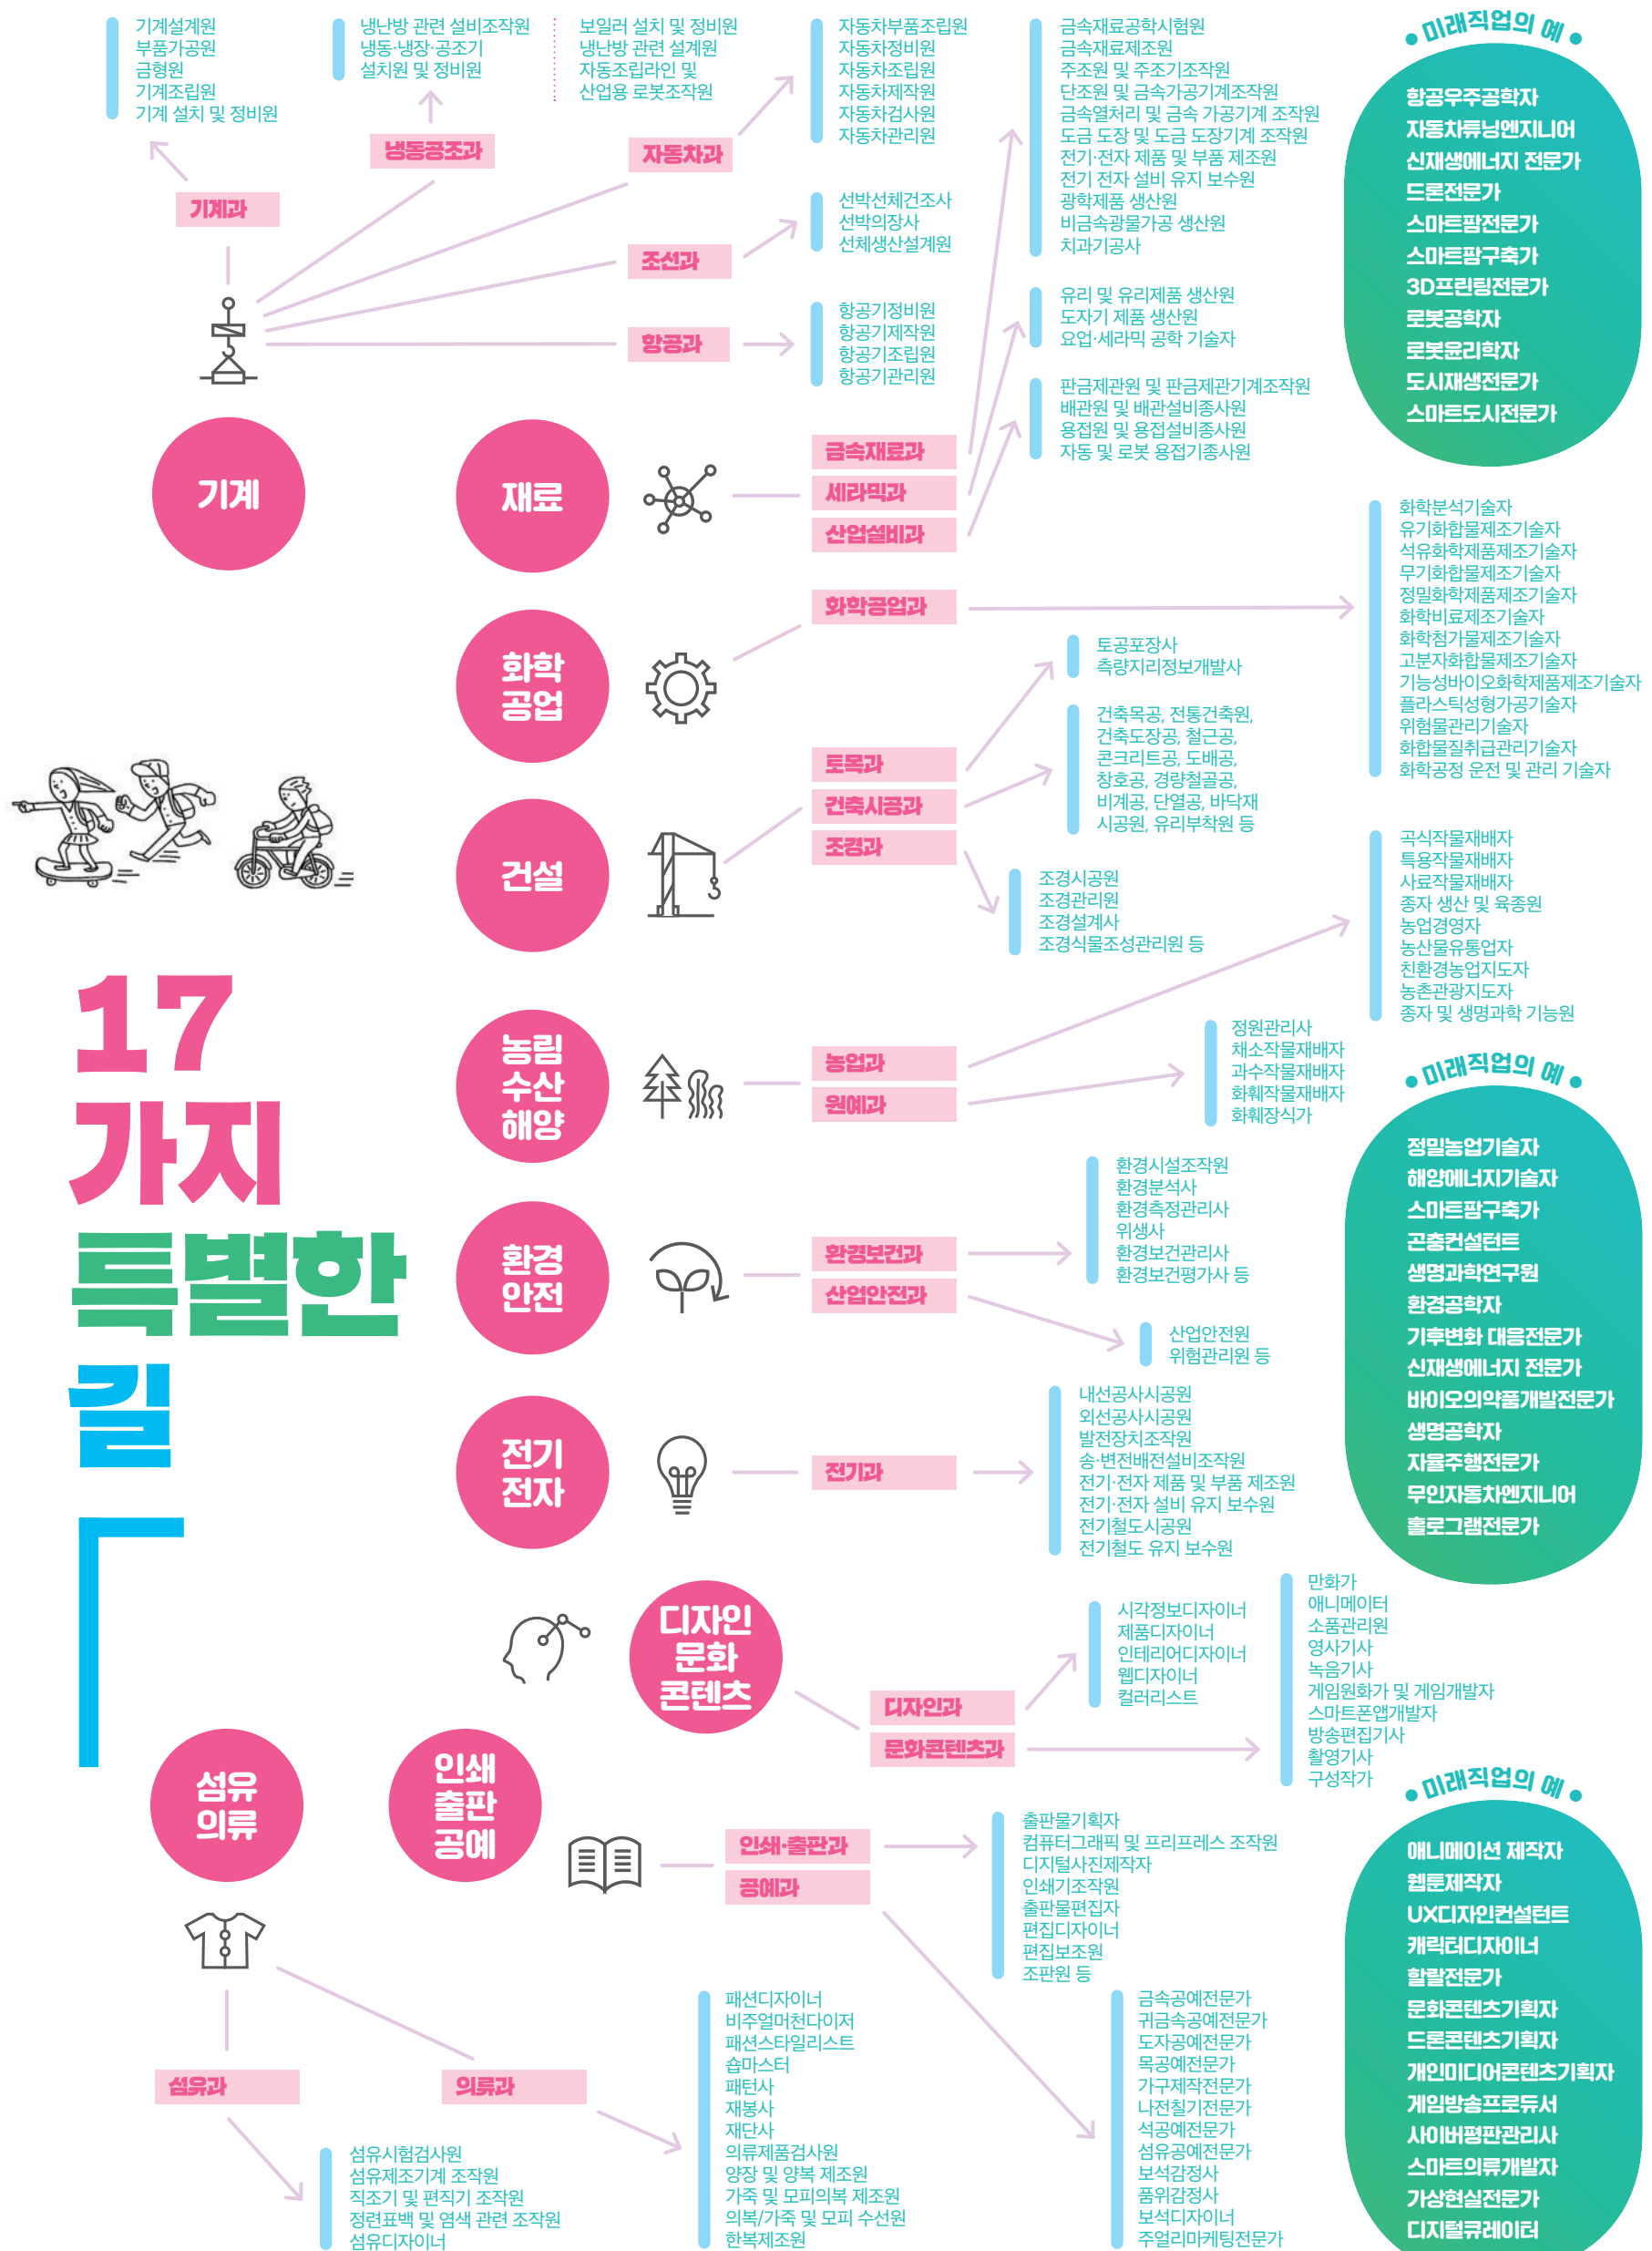 기계설계원
부품가공원
금형원
기계조립원
기계 설치 및 정비원
냉난방 관련 설비조작원
냉동·냉장·공조기
설치원 및 정비원
보일러 설치 및 정비원
냉난방 관련 설계원
자동조립라인 및
산업용 로봇조작원
자동차부품조립원
자동차정비원
자동차조립원
자동차제작원
자동차검사원
자동차관리원
금속재료공학시험원
금속재료제조원
주조원 및 주조기조작원
단조원 및 금속가공기계조작원
금속열처리 및 금속 가공기계 조작원
도금 도장 및 도금 도장기계 조작원
전기·전자 제품 및 부품 제조원
전기 전자 설비 유지 보수원
광학제품 생산원
비금속광물가공 생산원
치과기공사
미래직업의 예
항공우주공학자
자동차튜닝엔지니어
신재생에너지 전문가
드론전문가
스마트팜전문가
스마트팜구축가
3D프린팅전문가
로봇공학자
로봇윤리학자
도시재생전문가
스마트도시전문가
냉동공조과
자동차과
기계과
조선과
선박선체건조사
선박의장사
선체생산설계원
항공과
항공기정비원
항공기제작원
항공기조립원
항공기관리원
유리 및 유리제품 생산원
도자기 제품 생산원
요업·세라믹 공학 기술자
판금제관원 및 판금제관기계조작원
배관원 및 배관설비종사원
용접원 및 용접설비종사원
자동 및 로봇 용접기종사원
기계
재료
금속재료과
세라믹과
산업설비과
화학
공업
화학공업과
화학분석기술자
유기화합물제조기술자
석유화학제품제조기술자
무기화합물제조기술자
정밀화학제품제조기술자
화학비료제조기술자
화학첨가물제조기술자
고분자화합물제조기술자
기능성바이오화학제품제조기술자
플라스틱성형가공기술자
위험물관리기술자
화합물질취급관리기술자
화학공정 운전 및 관리 기술자
토공포장사
측량지리정보개발사
건축목공, 전통건축원,
건축도장공, 철근공,
콘크리트공, 도배공,
창호공, 경량철골공,
비계공, 단열공, 바닥재
시공원, 유리부착원 등
건설
토목과
건축시공과
조경과
조경시공원
조경관리원
조경설계사
조경식물조성관리원 등
곡식작물재배자
특용작물재배자
사료작물재배자
종자 생산 및 육종원
농업경영자
농산물유통업자
친환경농업지도자
농촌관광지도자
종자 및 생명과학 기능원
17
가지
특별한
길
농림
수산
해양
농업과
원예과
정원관리사
채소작물재배자
과수작물재배자
화훼작물재배자
화훼장식가
미래직업의 예
정밀농업기술자
해양에너지기술자
스마트팜구축가
곤충컨설턴트
생명과학연구원
환경공학자
기후변화 대응전문가
신재생에너지 전문가
바이오의약품개발전문가
생명공학자
자율주행전문가
무인자동차엔지니어
홀로그램전문가
환경
안전
환경보건과
산업안전과
환경시설조작원
환경분석사
환경측정관리사
위생사
환경보건관리사
환경보건평가사 등
산업안전원
위험관리원 등
전기
전자
전기과
내선공사시공원
외선공사시공원
발전장치조작원
송·변전배전설비조작원
전기·전자 제품 및 부품 제조원
전기·전자 설비 유지 보수원
전기철도시공원
전기철도 유지 보수원
디자인
문화
콘텐츠
디자인과
문화콘텐츠과
시각정보디자이너
제품디자이너
인테리어디자이너
웹디자이너
컬러리스트
만화가
애니메이터
소품관리원
영사기사
녹음기사
게임원화가 및 게임개발자
스마트폰앱개발자
방송편집기사
촬영기사
구성작가
섬유
의류
인쇄
출판
공예
인쇄·출판과
공예과
출판물기획자
컴퓨터그래픽 및 프리프레스 조작원
디지털사진제작자
인쇄기조작원
출판물편집자
편집디자이너
편집보조원
조판원 등
미래직업의 예
애니메이션 제작자
웹툰제작자
UX디자인컨설턴트
캐릭터디자이너
할랄전문가
문화콘텐츠기획자
드론콘텐츠기획자
개인미디어콘텐츠기획자
게임방송프로듀서
사이버평판관리사
스마트의류개발자
가상현실전문가
디지털큐레이터
섬유과
의류과
패션디자이너
비주얼머천다이저
패션스타일리스트
숍마스터
패턴사
재봉사
재단사
의류제품검사원
양장 및 양복 제조원
가죽 및 모피의복 제조원
의복/가죽 및 모피 수선원
한복제조원
금속공예전문가
귀금속공예전문가
도자공예전문가
목공예전문가
가구제작전문가
나전칠기전문가
석공예전문가
섬유공예전문가
보석감정사
품위감정사
보석디자이너
주얼리마케팅전문가
섬유시험검사원
섬유제조기계 조작원
직조기 및 편직기 조작원
정련표백 및 염색 관련 조작원
섬유디자이너